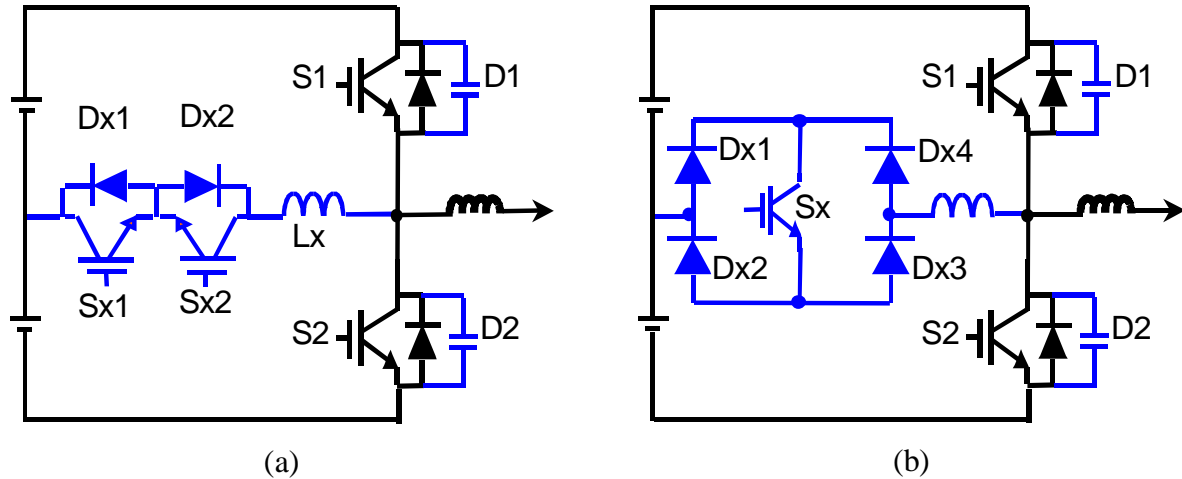 S1
D1
Dx1
Dx2
Lx
Sx1
Sx2
S2
D2
(a)
S1
D1
Dx1
Dx4
Sx
Dx2
Dx3
S2
D2
(b)